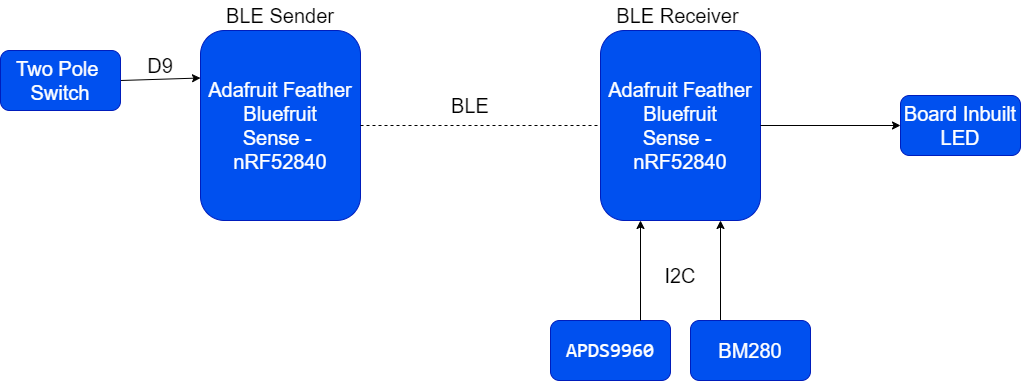 BLE Sender
BLE Receiver
Two Pole
Switch
D9
Adafruit Feather
Bluefruit
Sense -
nRF52840
BLE
Adafruit Feather
Bluefruit
Sense -
nRF52840
Board Inbuilt
LED
I2C
APDS9960
BM280